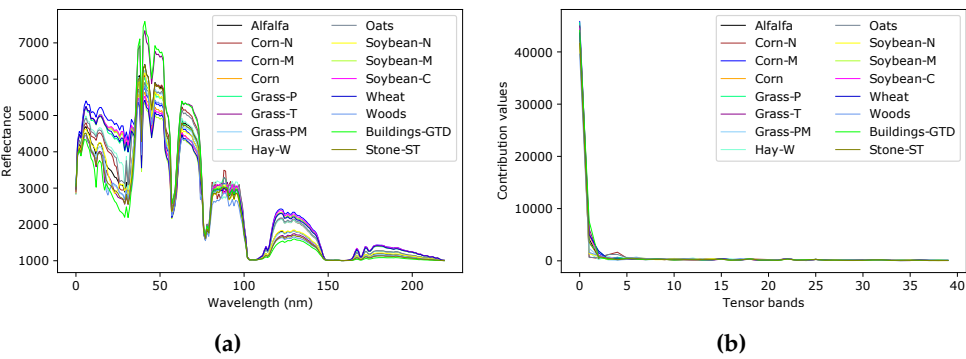 Reflectance
7000
6000
5000
4000
3000
2000
1000
0
50
100
150
200
Wavelength (nm)
Alfalfa
Corn-N
Corn-M
Corn
Grass-P
Grass-T
Grass-PM
Hay-W
Oats
Soybean-N
Soybean-M
Soybean-C
Wheat
Woods
Buildings-GTD
Stone-ST
(a)
Contribution values
40000
30000
20000
10000
0
0
5
10
15
20
25
30
35
40
Tensor bands
Alfalfa
Corn-N
Corn-M
Corn
Grass-P
Grass-T
Grass-PM
Hay-W
Oats
Soybean-N
Soybean-M
Soybean-C
Wheat
Woods
Buildings-GTD
Stone-ST
(b)